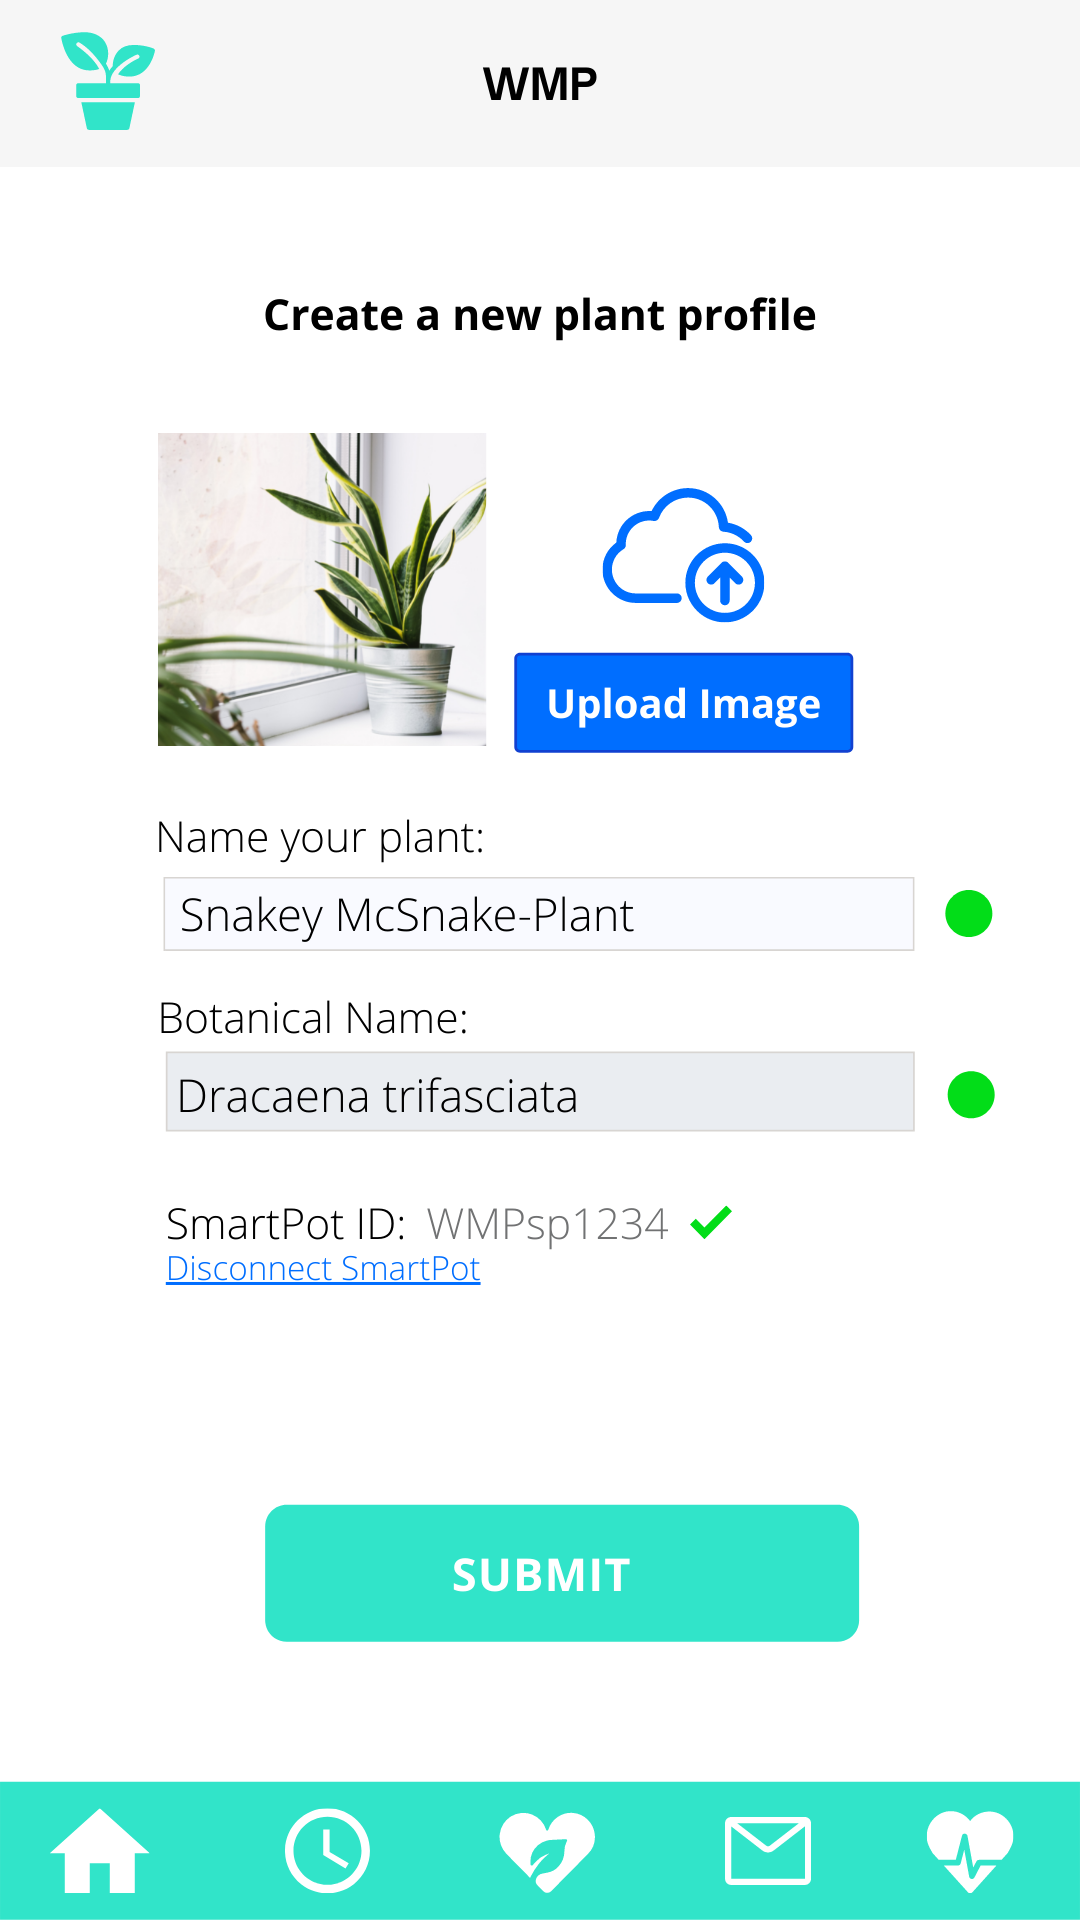 WMP
Create a new plant profile
Upload Image
Name your plant:
Snakey McSnake-Plant
Botanical Name:
Dracaena trifasciata
SmartPot ID: WMPsp1234
Disconnect SmartPot
SUBMIT